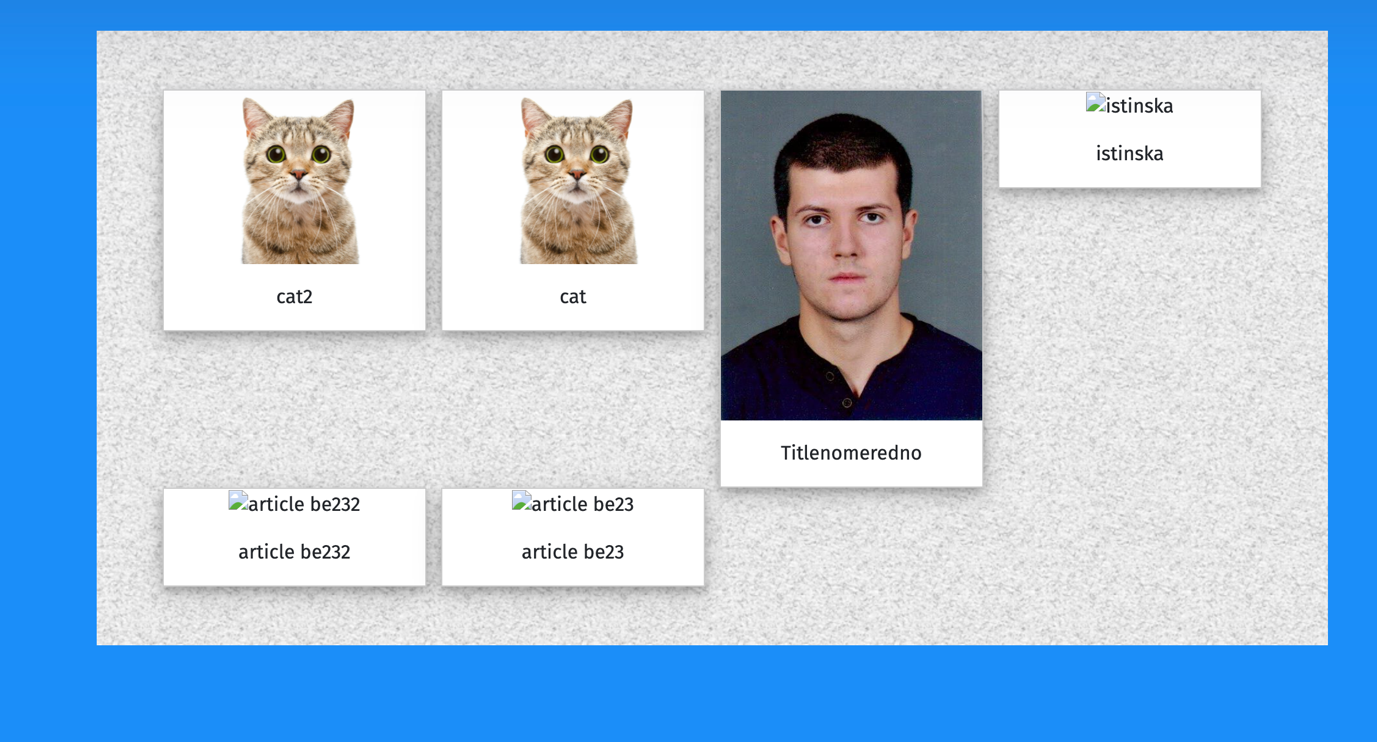 istinska
istinska
cat2
cat
Titlenomeredno
article be232
article be23
article be232
article be23